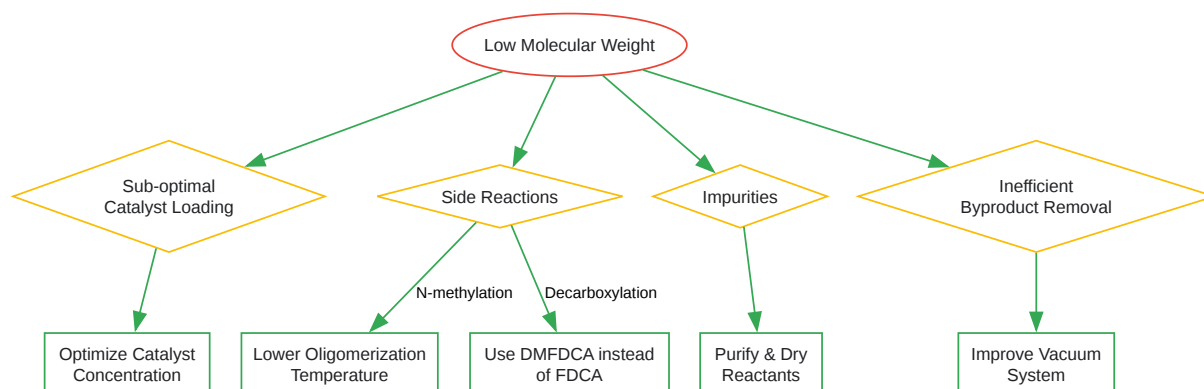 Low Molecular Weight
Sub-optimal
Catalyst Loading
Side Reactions
Impurities
Inefficient
Byproduct Removal
N-methylation
Decarboxylation
Optimize Catalyst
Concentration
Lower Oligomerization
Temperature
Use DMFDCA instead
of FDCA
Purify & Dry
Reactants
Improve Vacuum
System